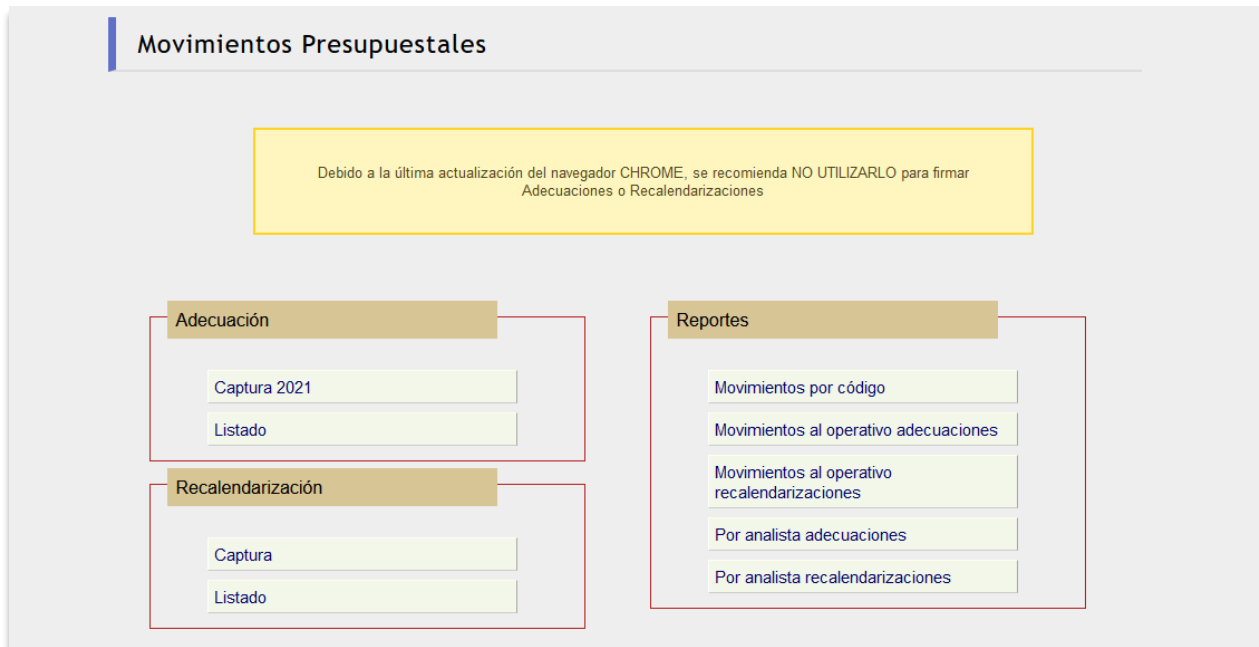 Movimientos Presupuestales
Debido a la última actualización del navegador CHROME, se recomienda NO UTILIZARLO para firmar
Adecuaciones o Recalendarizaciones
Adecuación
Captura 2021
Listado
Recalendarización
Captura
Listado
Reportes
Movimientos por código
Movimientos al operativo adecuaciones
Movimientos al operativo
recalendarizaciones
Por analista adecuaciones
Por analista recalendarizaciones